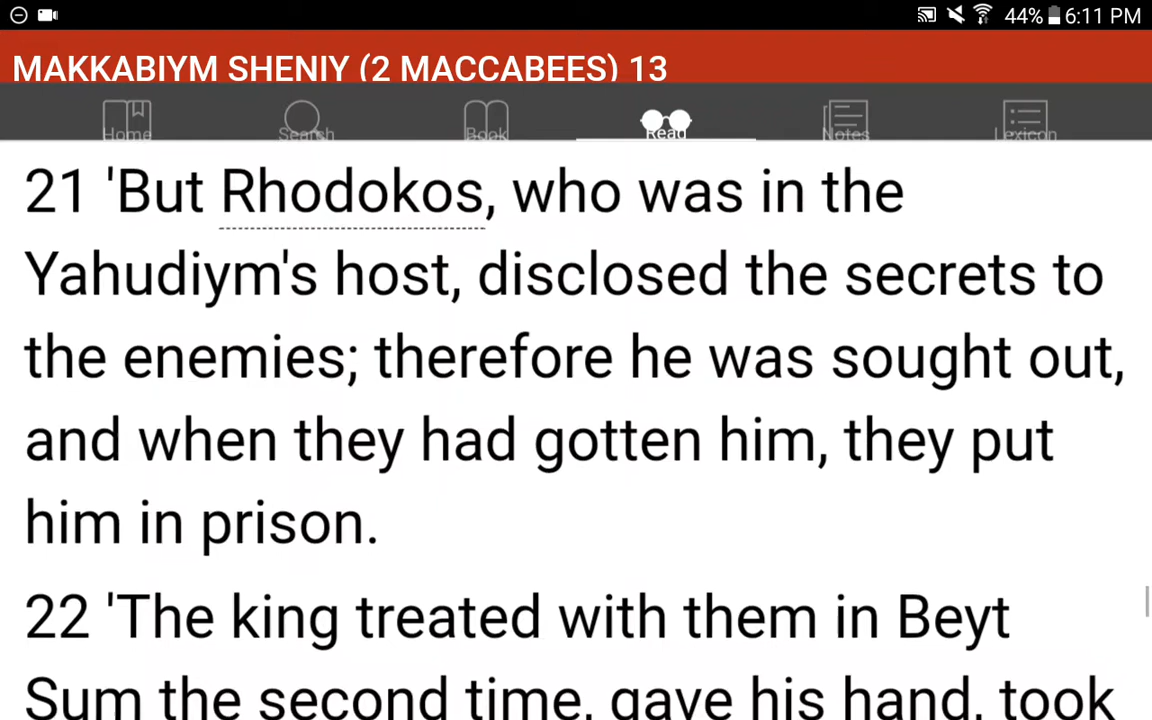 44% 6:11 PM
MAKKABIYM SHENIY (2 MACCABEES) 13
Home Search Book Read Notes Lexicon
21 'But Rhodokos, who was in the
Yahudiym's host, disclosed the secrets to
the enemies; therefore he was sought out,
and when they had gotten him, they put
him in prison.
22 'The king treated with them in Beyt
Sum the second time, gave his hand, took